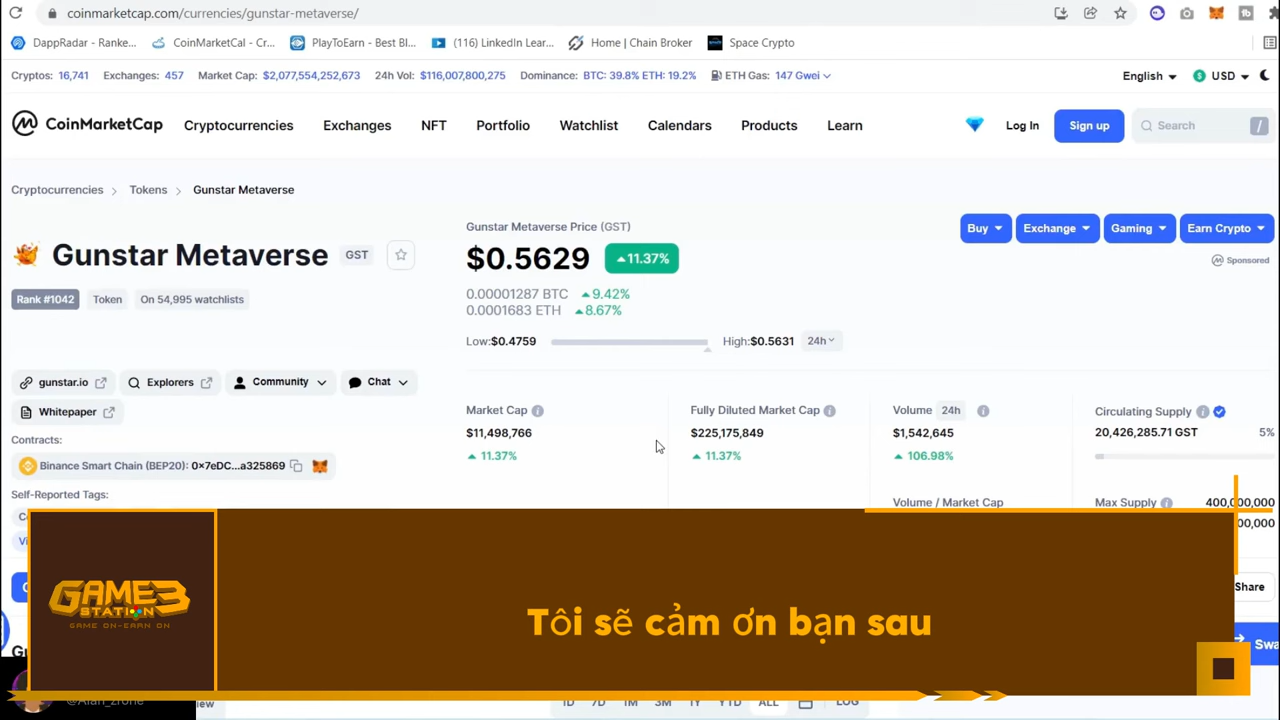 coinmarketcap.com/currencies/gunstar-metaverse/
DappRadar - Ranke... CoinMarketCal - Cr... PlayToEarn - Best Bl... (116) LinkedIn Lear... Home | Chain Broker Space Crypto
Cryptos: 16,741 Exchanges: 457 Market Cap: $2,077,554,252,673 24h Vol: $116,007,800,275 Dominance: BTC: 39.8% ETH: 19.2% ETH Gas: 147 Gwei English USD
CoinMarketCap Cryptocurrencies Exchanges NFT Portfolio Watchlist Calendars Products Learn Log In Sign up Search /
Cryptocurrencies Tokens Gunstar Metaverse
Gunstar Metaverse Price (GST)
Buy Exchange Gaming Earn Crypto
Gunstar Metaverse GST
$0.5629 11.37%
Sponsored
Rank #1042 Token On 54,995 watchlists
0.00001287 BTC 9.42%
0.0001683 ETH 8.67%
Low:$0.4759 High:$0.5631 24h
gunstar.io Explorers Community Chat
Whitepaper
Market Cap Fully Diluted Market Cap Volume 24h Circulating Supply
$11,498,766 $225,175,849 $1,542,645 20,426,285.71 GST 5%
11.37% 11.37% 106.98%
Contracts:
Binance Smart Chain (BEP20): 0x7eDC...a325869
Self-Reported Tags:
Volume / Market Cap Max Supply 400,000,000
Share
GAME3
STATION
GAME ON-EARN ON
Tôi sẽ cảm ơn bạn sau
Swa
@Alan_zrone
1D 7D 1M 3M 1Y YTD ALL LOG